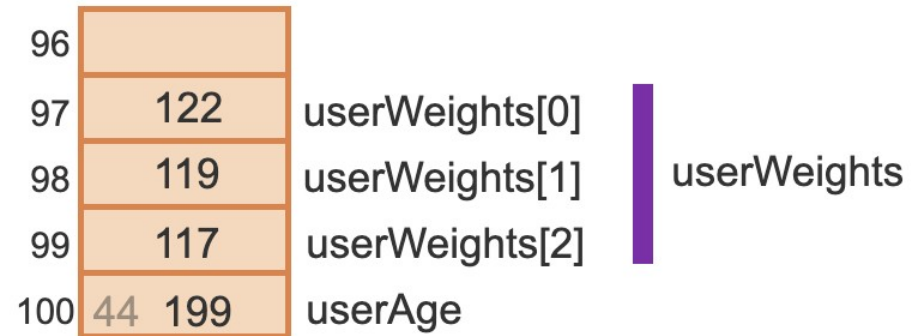 96
97 122 userWeights[0]
98 119 userWeights[1] userWeights
99 117 userWeights[2]
100 44 199 userAge